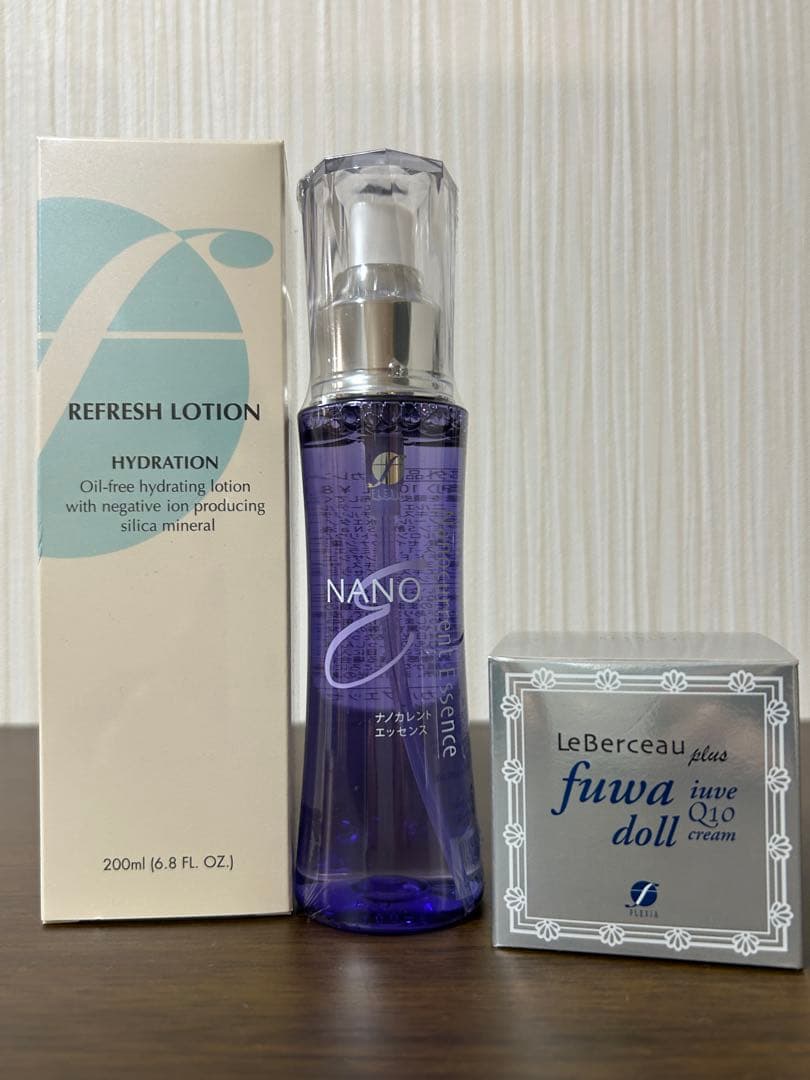 REFRESH LOTION
HYDRATION
Oil-free hydrating lotion
with negative ion producing
silica mineral
200ml (6.8 FL. OZ.)
NANO
E
Nanocurrent Essence
ナノカレント
エッセンス
LeBerceau plus
fuwa
doll
iuve
Q10
cream
FLEXIA